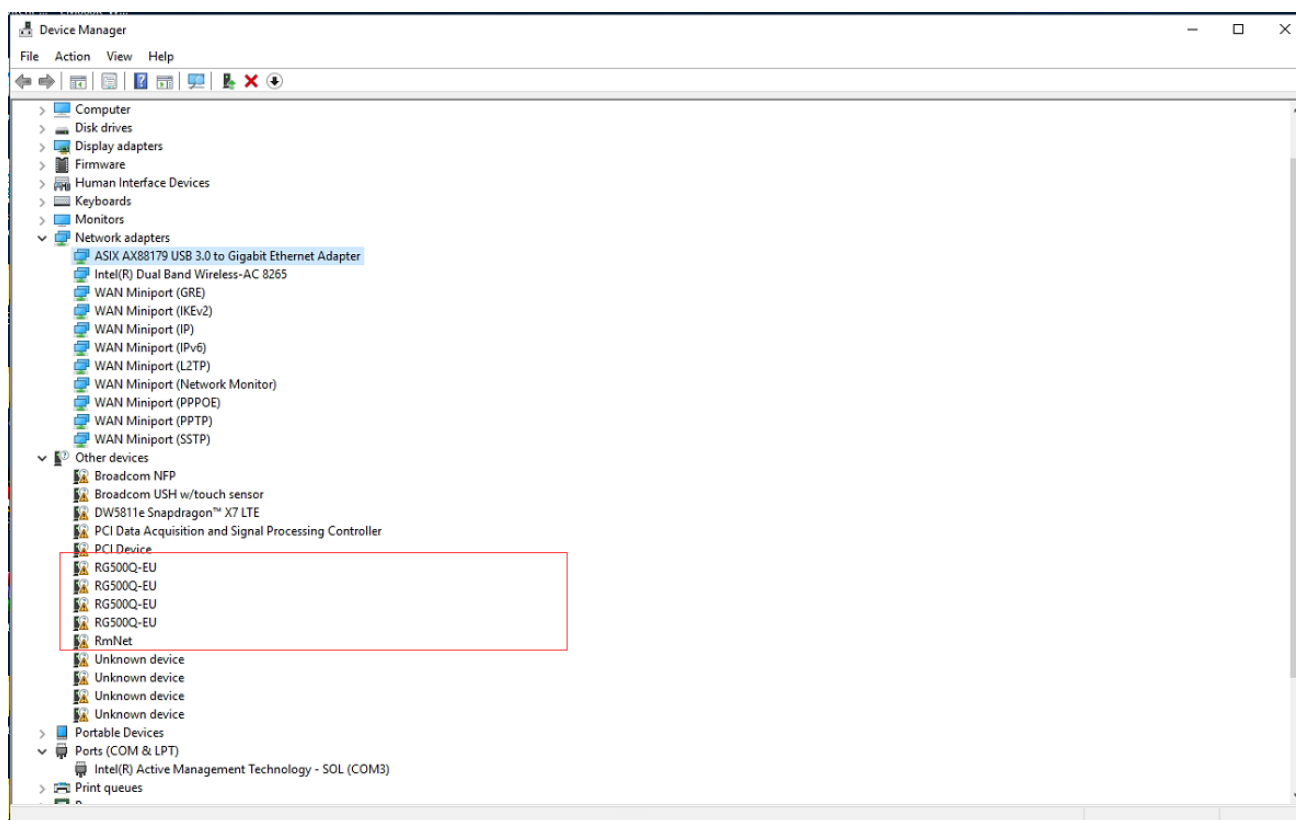 Device Manager
File Action View Help
Computer
Disk drives
Display adapters
Firmware
Human Interface Devices
Keyboards
Monitors
Network adapters
ASIX AX88179 USB 3.0 to Gigabit Ethernet Adapter
Intel(R) Dual Band Wireless-AC 8265
WAN Miniport (GRE)
WAN Miniport (IKEv2)
WAN Miniport (IP)
WAN Miniport (IPv6)
WAN Miniport (L2TP)
WAN Miniport (Network Monitor)
WAN Miniport (PPPOE)
WAN Miniport (PPTP)
WAN Miniport (SSTP)
Other devices
Broadcom NFP
Broadcom USH w/touch sensor
DW5811e Snapdragon™ X7 LTE
PCI Data Acquisition and Signal Processing Controller
PCI Device
RG500Q-EU
RG500Q-EU
RG500Q-EU
RG500Q-EU
RmNet
Unknown device
Unknown device
Unknown device
Unknown device
Portable Devices
Ports (COM & LPT)
Intel(R) Active Management Technology - SOL (COM3)
Print queues